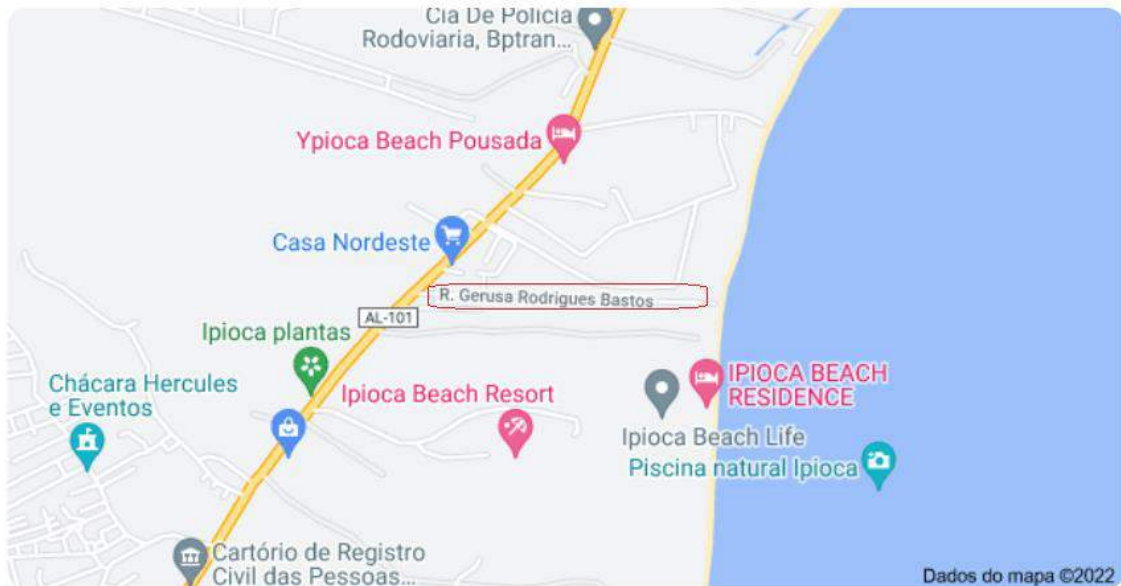 Cia De Policia
Rodoviaria, Bptran...
Ypioca Beach Pousada
Casa Nordeste
R. Gerusa Rodrigues Bastos
AL-101
Ipioca plantas
Chácara Hercules
e Eventos
Ipioca Beach Resort
IPIOCA BEACH
RESIDENCE
Ipioca Beach Life
Piscina natural Ipioca
Cartório de Registro
Civil das Pessoas...
Dados do mapa ©2022